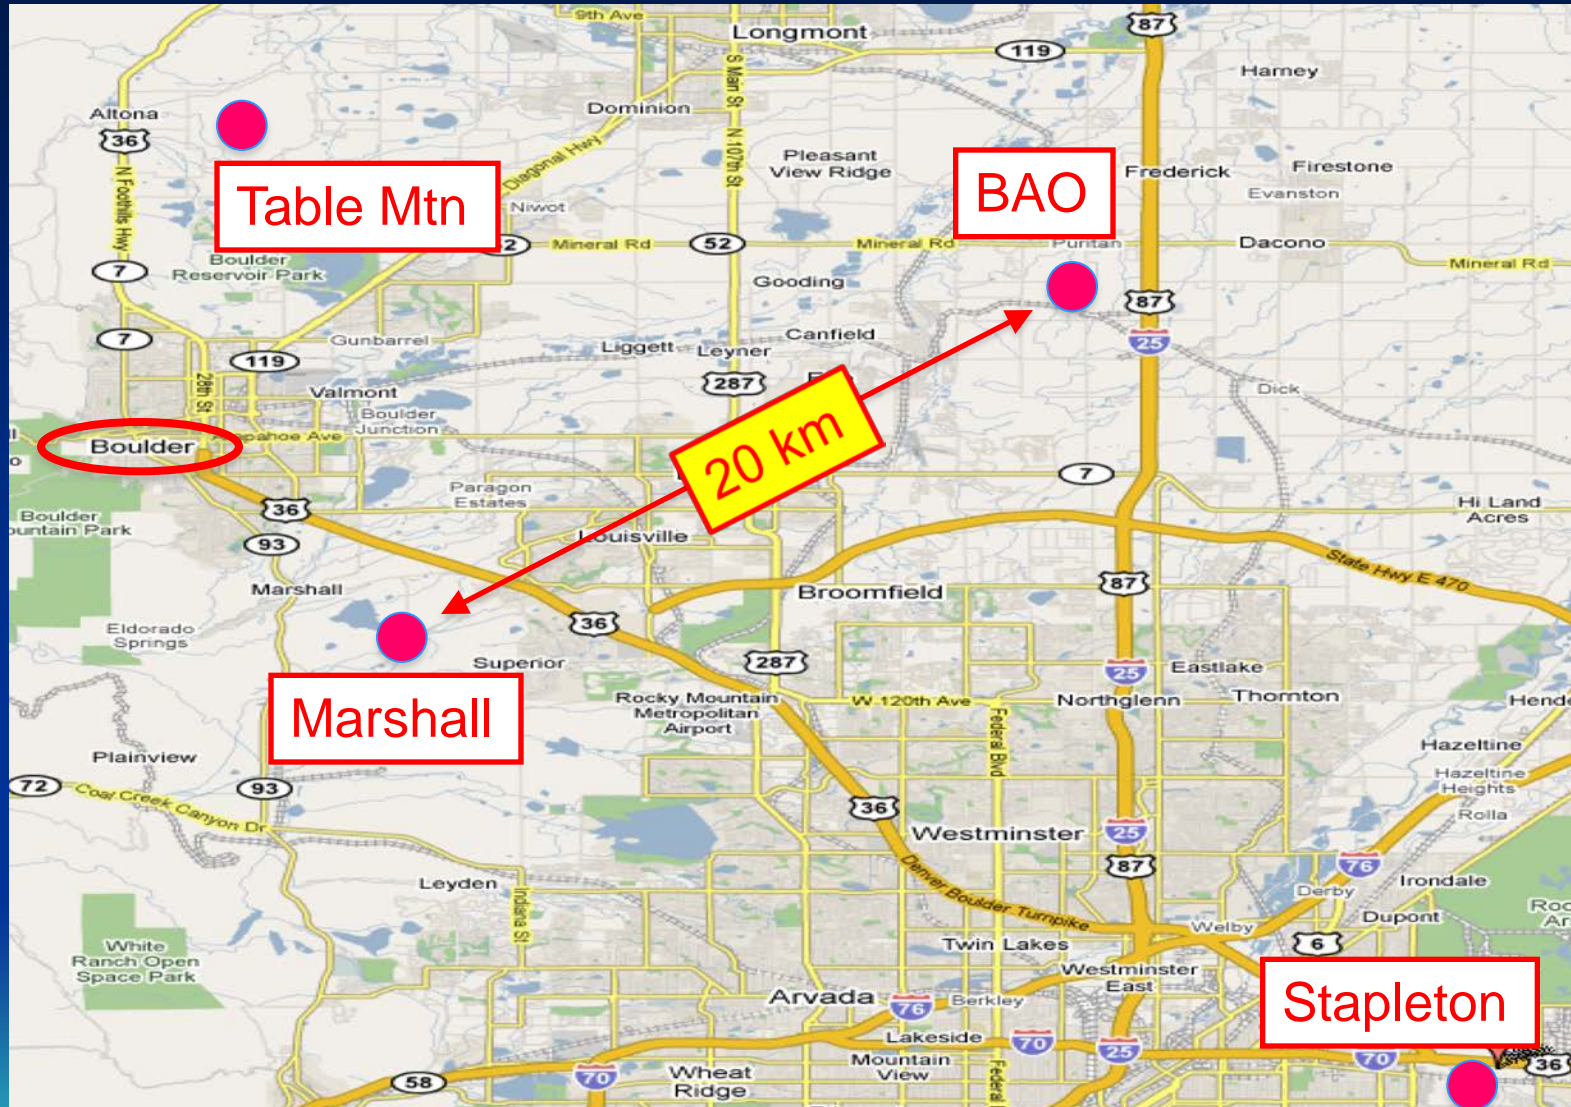 9th Ave
Longmont
87
119
Harney
S Main St
Altona
Dominion
36
N 107th St
Diagonal Hwy
Pleasant
View Ridge
BAO
Frederick
Firestone
Evanston
N Foothills Hwy
Table Mtn
Niwot
Mineral Rd
52
Mineral Rd
Puritan
Dacono
Mineral Rd
Boulder
Reservoir Park
7
Gooding
87
7
Gunbarrel
Canfield
25
119
Liggett
Leyner
28th St
Valmont
287
Dick
Boulder
Junction
20 km
Boulder
7
Paragon
Estates
36
Hi Land
Acres
Boulder
93
Louisville
State Hwy E 470
Marshall
87
Broomfield
36
Eldorado
Springs
Superior
287
25
Eastlake
Marshall
Rocky Mountain
Metropolitan
Airport
W 120th Ave
Northglenn
Thornton
Federal Blvd
Plainview
Hazeltine
72
93
Hazeltine
Heights
Coal Creek Canyon Dr
36
Rolla
Westminster
25
87
76
Leyden
Denver Boulder Turnpike
Derby
Irondale
Indiana St
Dupont
Welby
White
Ranch Open
Space Park
Twin Lakes
6
Westminster
East
Stapleton
Arvada
76
Berkley
Lakeside
70
25
70
36
Mountain
View
58
70
Wheat
Ridge